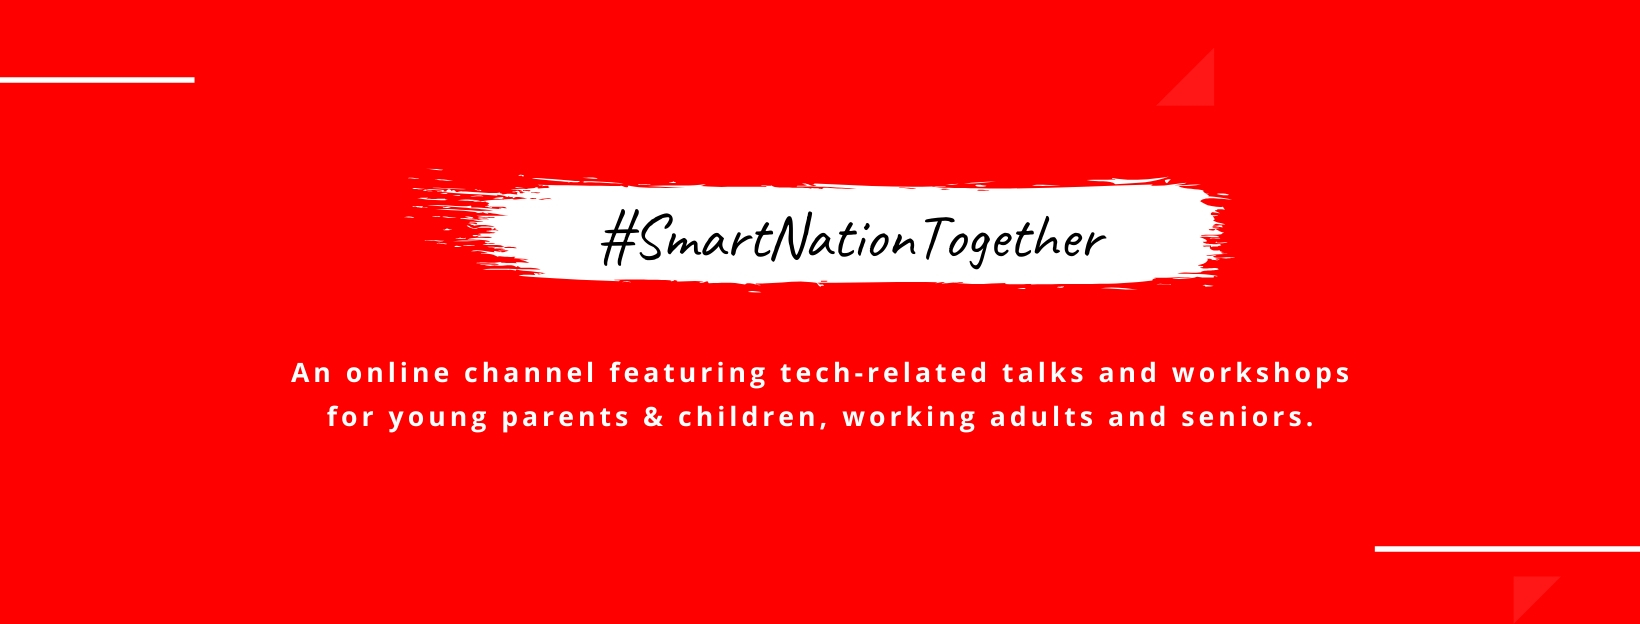 #SmartNationTogether
An online channel featuring tech-related talks and workshops
for young parents & children, working adults and seniors.